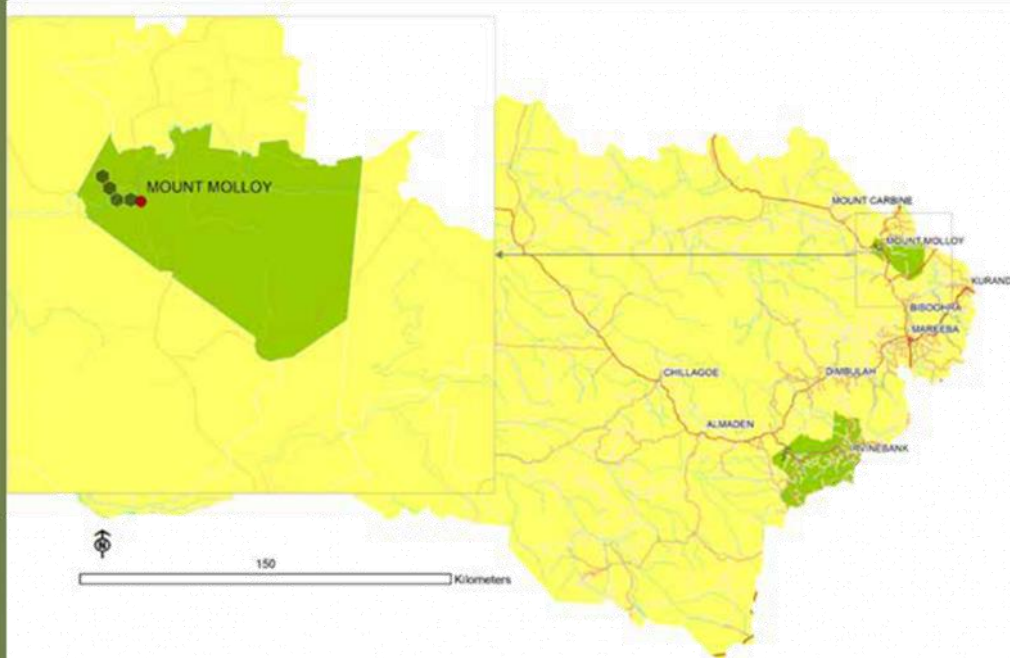 MOUNT MOLLOY
MOUNT CARBINE
MOUNT MOLLOY
KURAND
BIBOOHRA
MAREEBA
CHILLAGOE
DIMBULAH
ALMADEN
IRVINEBANK
N
150
Kilometers